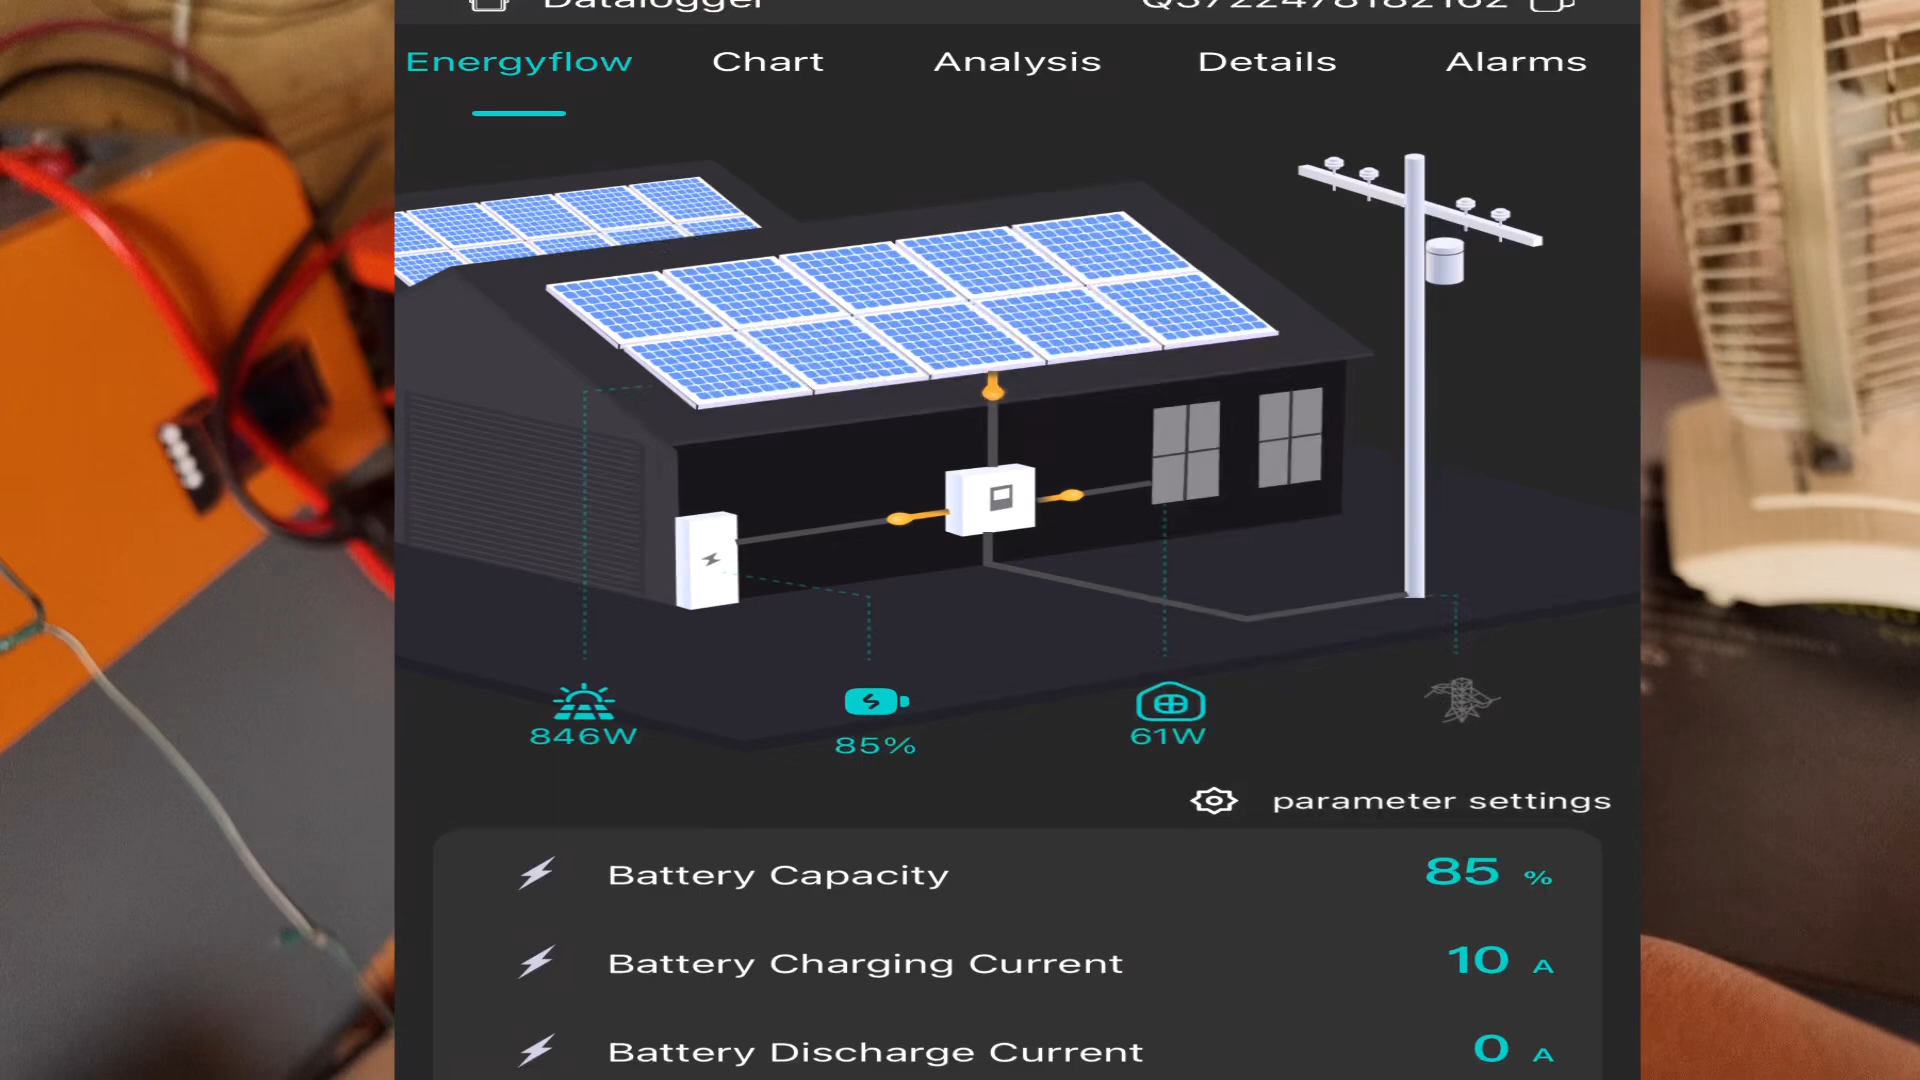 Datalogger
Energyflow Chart Analysis Details Alarms
846W 85% 61W
parameter settings
Battery Capacity 85 %
Battery Charging Current 10 A
Battery Discharge Current 0 A